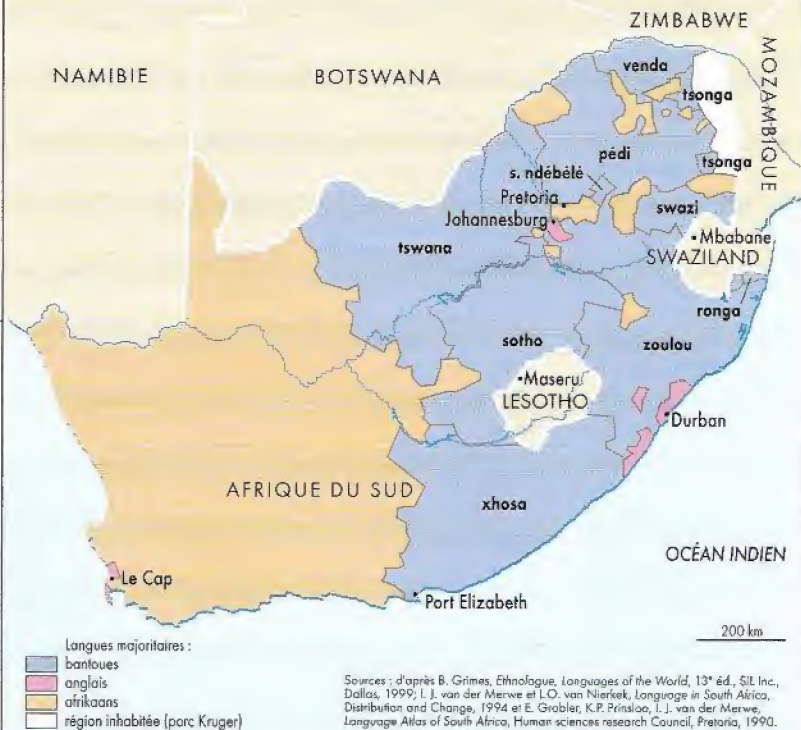 ZIMBABWE
NAMIBIE
BOTSWANA
MOZAMBIQUE
venda
tsonga
pédi
tsonga
s. ndébélé
Pretoria
Johannesburg
swazi
Mbabane
SWAZILAND
tswana
ronga
sotho
zoulou
Maseru
LESOTHO
Durban
AFRIQUE DU SUD
xhosa
OCÉAN INDIEN
Le Cap
Port Elizabeth
200 km
Langues majoritaires :
bantoues
anglais
afrikaans
région inhabitée (parc Kruger)
Sources : d'après B. Grimes, Ethnologue, Languages of the World, 13e éd., SIL Inc.,
Dallas, 1999; I. J. van der Merwe et L.O. van Nierkek, Language in South Africa,
Distribution and Change, 1994 et E. Grobler, K.P. Prinsloo, I. J. van der Merwe,
Language Atlas of South Africa, Human sciences research Council, Pretoria, 1990.